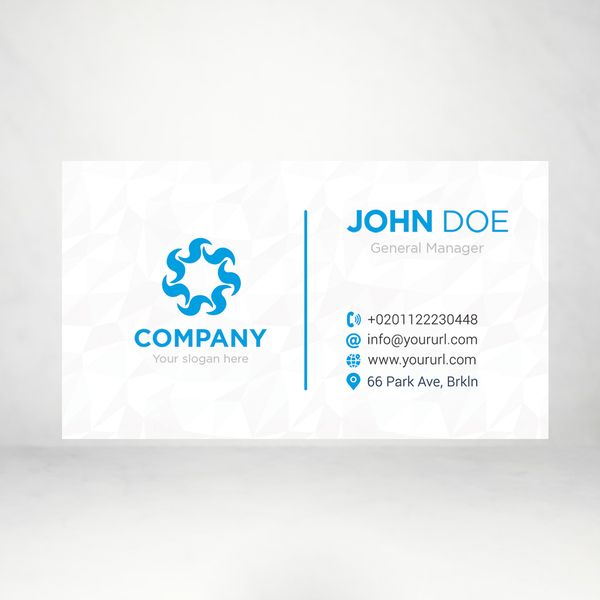 COMPANY
Your slogan here
JOHN DOE
General Manager
+0201122230448
info@yoururl.com
www.yoururl.com
66 Park Ave, Brkln